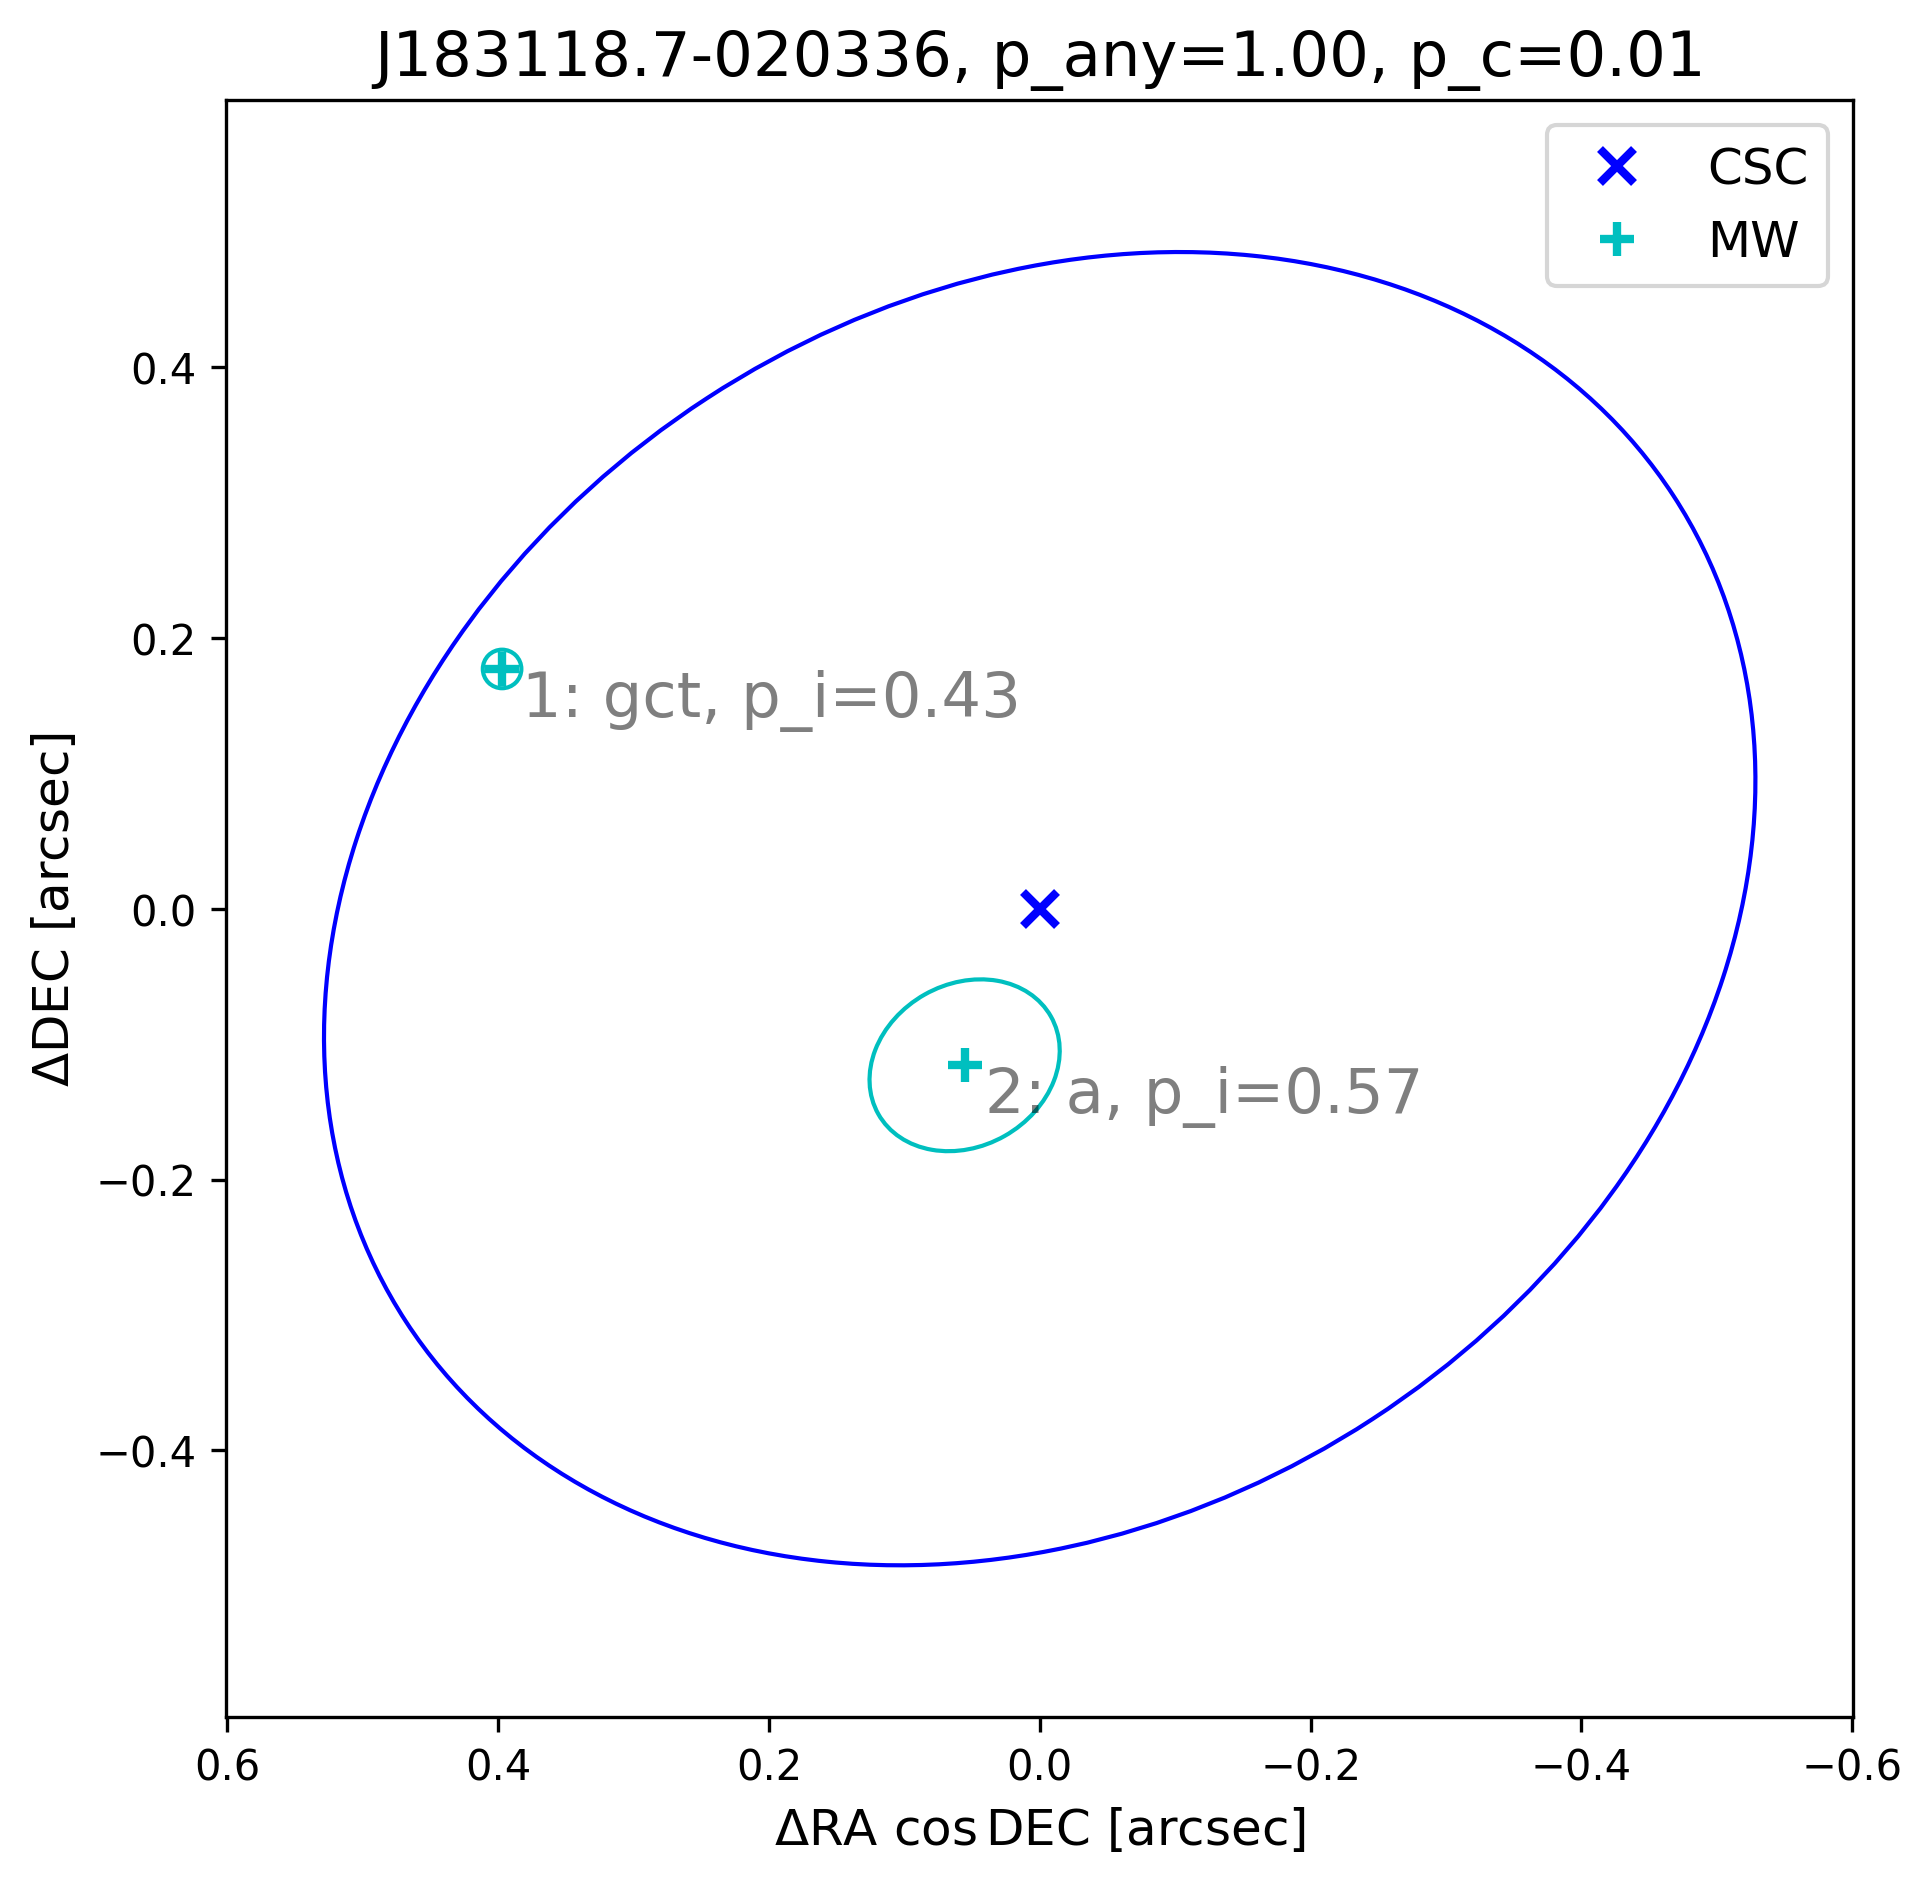 J183118.7-020336, p_any=1.00, p_c=0.01
CSC
MW
0.4
0.2
0.0
−0.2
−0.4
ΔDEC [arcsec]
1: gct, p_i=0.43
2: a, p_i=0.57
0.6 0.4 0.2 0.0 −0.2 −0.4 −0.6
ΔRA cos DEC [arcsec]